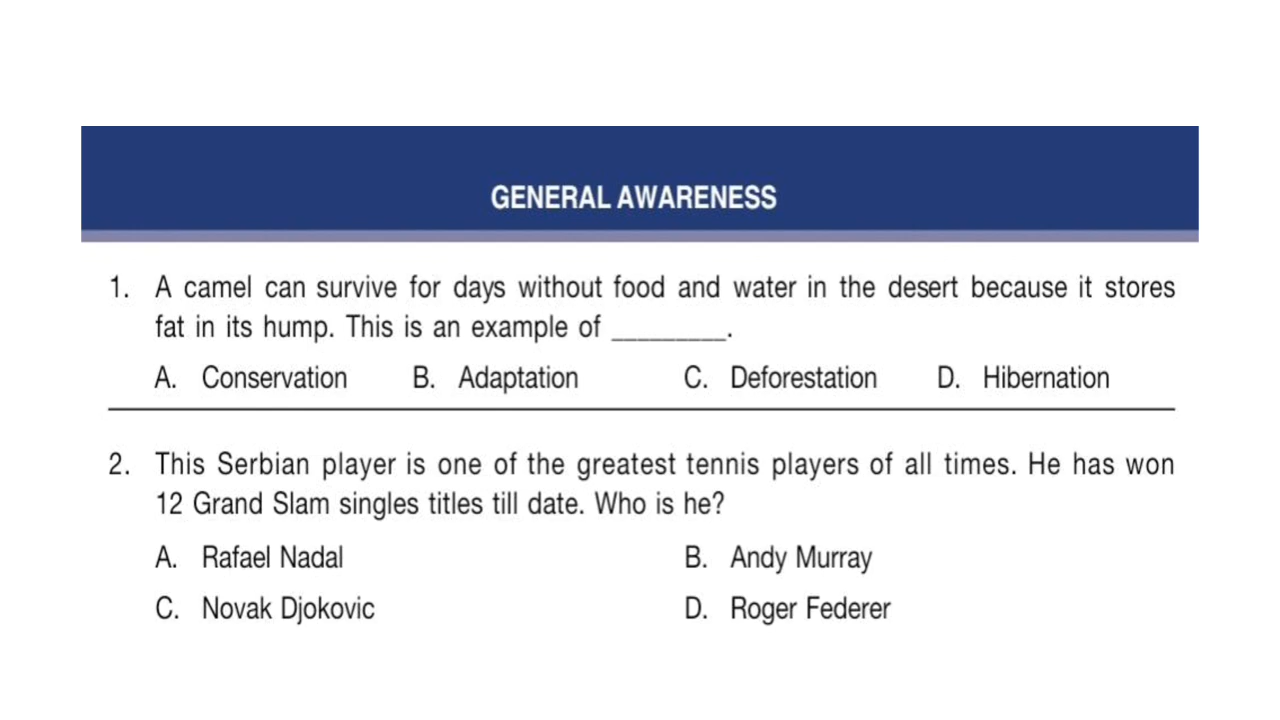 GENERAL AWARENESS
1. A camel can survive for days without food and water in the desert because it stores
fat in its hump. This is an example of _________.
A. Conservation B. Adaptation C. Deforestation D. Hibernation
2. This Serbian player is one of the greatest tennis players of all times. He has won
12 Grand Slam singles titles till date. Who is he?
A. Rafael Nadal B. Andy Murray
C. Novak Djokovic D. Roger Federer